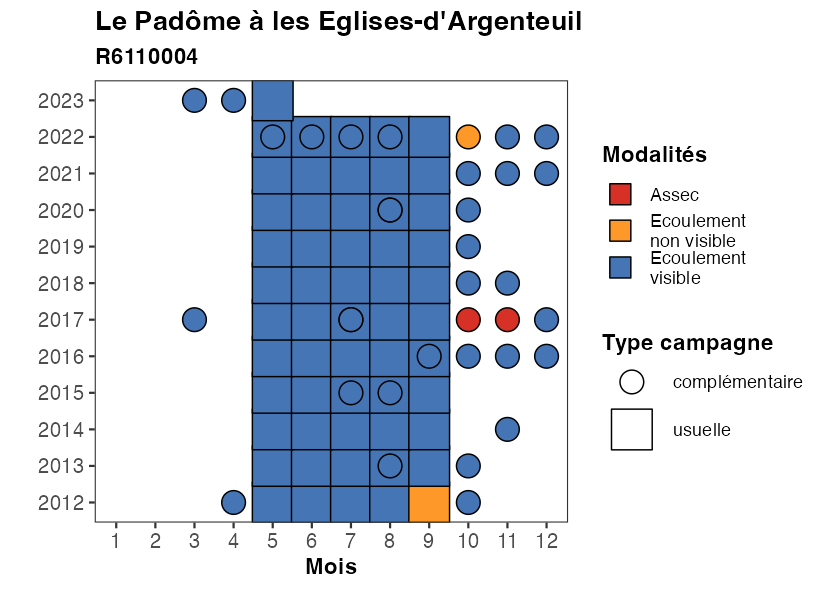 Le Padôme à les Eglises-d'Argenteuil
R6110004
2023
2022
2021
2020
2019
2018
2017
2016
2015
2014
2013
2012
1 2 3 4 5 6 7 8 9 10 11 12
Mois
Modalités
Assec
Ecoulement
non visible
Ecoulement
visible
Type campagne
complémentaire
usuelle